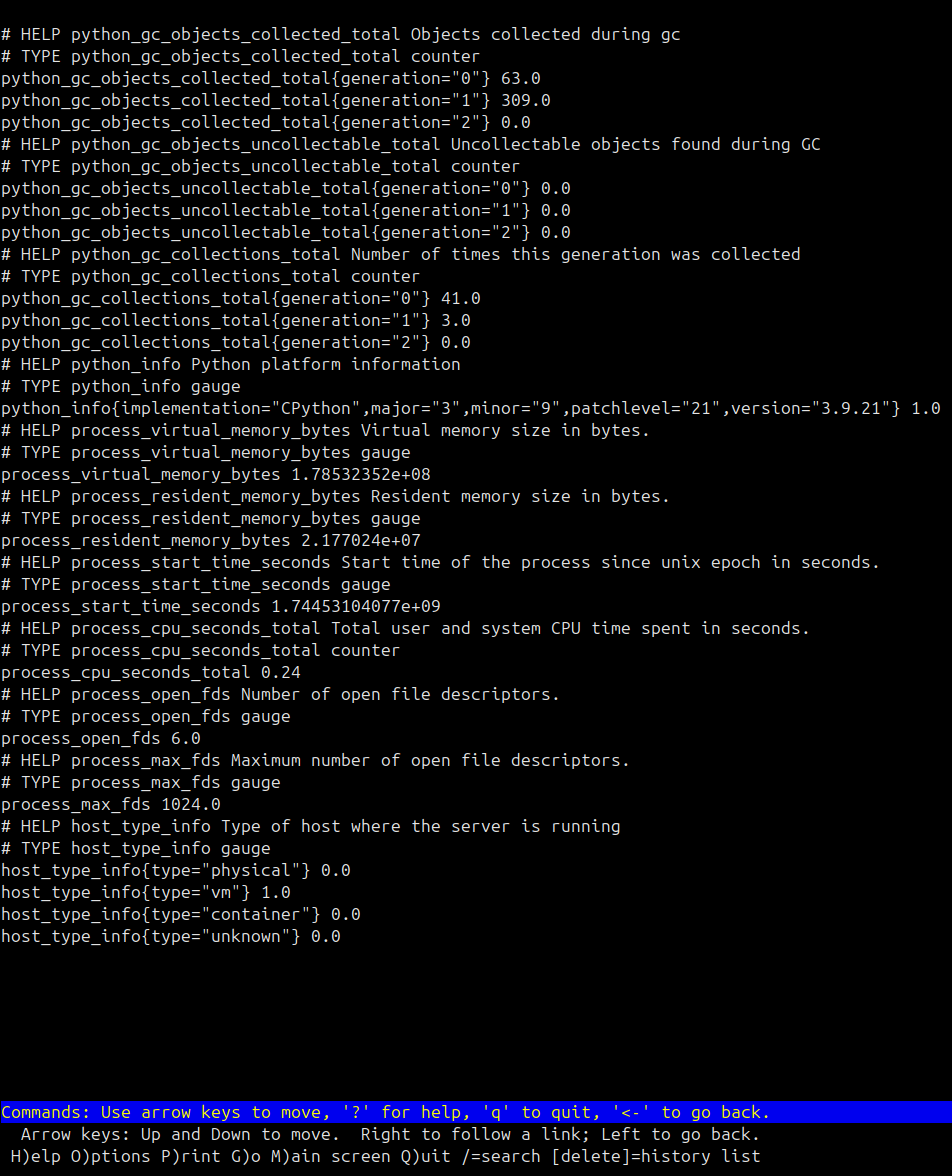 # HELP python_gc_objects_collected_total Objects collected during gc
# TYPE python_gc_objects_collected_total counter
python_gc_objects_collected_total{generation="0"} 63.0
python_gc_objects_collected_total{generation="1"} 309.0
python_gc_objects_collected_total{generation="2"} 0.0
# HELP python_gc_objects_uncollectable_total Uncollectable objects found during GC
# TYPE python_gc_objects_uncollectable_total counter
python_gc_objects_uncollectable_total{generation="0"} 0.0
python_gc_objects_uncollectable_total{generation="1"} 0.0
python_gc_objects_uncollectable_total{generation="2"} 0.0
# HELP python_gc_collections_total Number of times this generation was collected
# TYPE python_gc_collections_total counter
python_gc_collections_total{generation="0"} 41.0
python_gc_collections_total{generation="1"} 3.0
python_gc_collections_total{generation="2"} 0.0
# HELP python_info Python platform information
# TYPE python_info gauge
python_info{implementation="CPython",major="3",minor="9",patchlevel="21",version="3.9.21"} 1.0
# HELP process_virtual_memory_bytes Virtual memory size in bytes.
# TYPE process_virtual_memory_bytes gauge
process_virtual_memory_bytes 1.78532352e+08
# HELP process_resident_memory_bytes Resident memory size in bytes.
# TYPE process_resident_memory_bytes gauge
process_resident_memory_bytes 2.177024e+07
# HELP process_start_time_seconds Start time of the process since unix epoch in seconds.
# TYPE process_start_time_seconds gauge
process_start_time_seconds 1.74453104077e+09
# HELP process_cpu_seconds_total Total user and system CPU time spent in seconds.
# TYPE process_cpu_seconds_total counter
process_cpu_seconds_total 0.24
# HELP process_open_fds Number of open file descriptors.
# TYPE process_open_fds gauge
process_open_fds 6.0
# HELP process_max_fds Maximum number of open file descriptors.
# TYPE process_max_fds gauge
process_max_fds 1024.0
# HELP host_type_info Type of host where the server is running
# TYPE host_type_info gauge
host_type_info{type="physical"} 0.0
host_type_info{type="vm"} 1.0
host_type_info{type="container"} 0.0
host_type_info{type="unknown"} 0.0
Commands: Use arrow keys to move, '?' for help, 'q' to quit, '<-' to go back.
Arrow keys: Up and Down to move.  Right to follow a link; Left to go back.
H)elp O)ptions P)rint G)o M)ain screen Q)uit /=search [delete]=history list